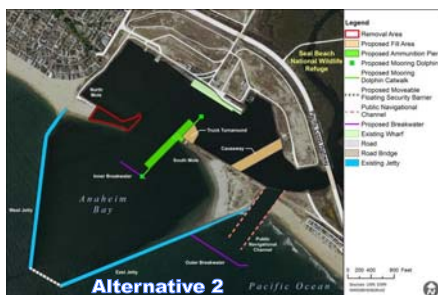 Seal Beach
National Wildlife
Refuge
North
Mole
Truck Turnaround
Causeway
South Mole
Inner Breakwater
Anaheim
Bay
West Jetty
Public
Navigational
Channel
Outer Breakwater
East Jetty
Pacific Ocean
Alternative 2
Legend
Removal Area
Proposed Fill Area
Proposed Ammunition Pier
Proposed Mooring Dolphin
Proposed Mooring
Dolphin Catwalk
Proposed Moveable
Floating Security Barrier
Public Navigational
Channel
Proposed Breakwater
Existing Wharf
Road
Road Bridge
Existing Jetty
0 200 400 800 Feet